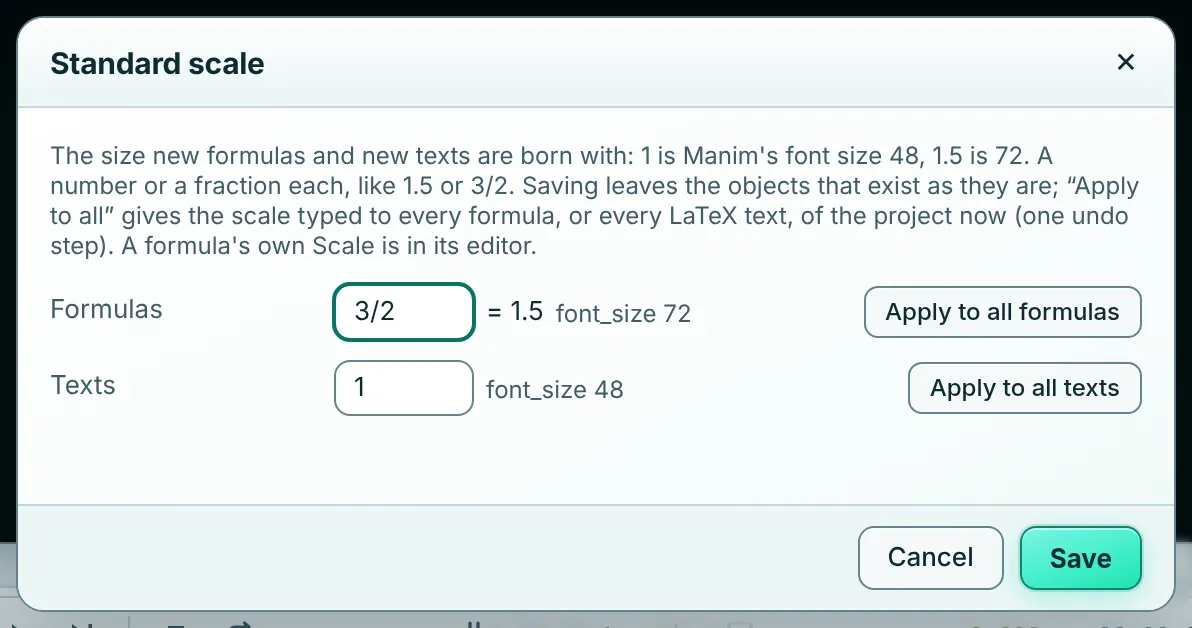 Standard scale
The size new formulas and new texts are born with: 1 is Manim's font size 48, 1.5 is 72. A
number or a fraction each, like 1.5 or 3/2. Saving leaves the objects that exist as they are; “Apply
to all” gives the scale typed to every formula, or every LaTeX text, of the project now (one undo
step). A formula's own Scale is in its editor.
Formulas 3/2 = 1.5 font_size 72 Apply to all formulas
Texts 1 font_size 48 Apply to all texts
Cancel Save